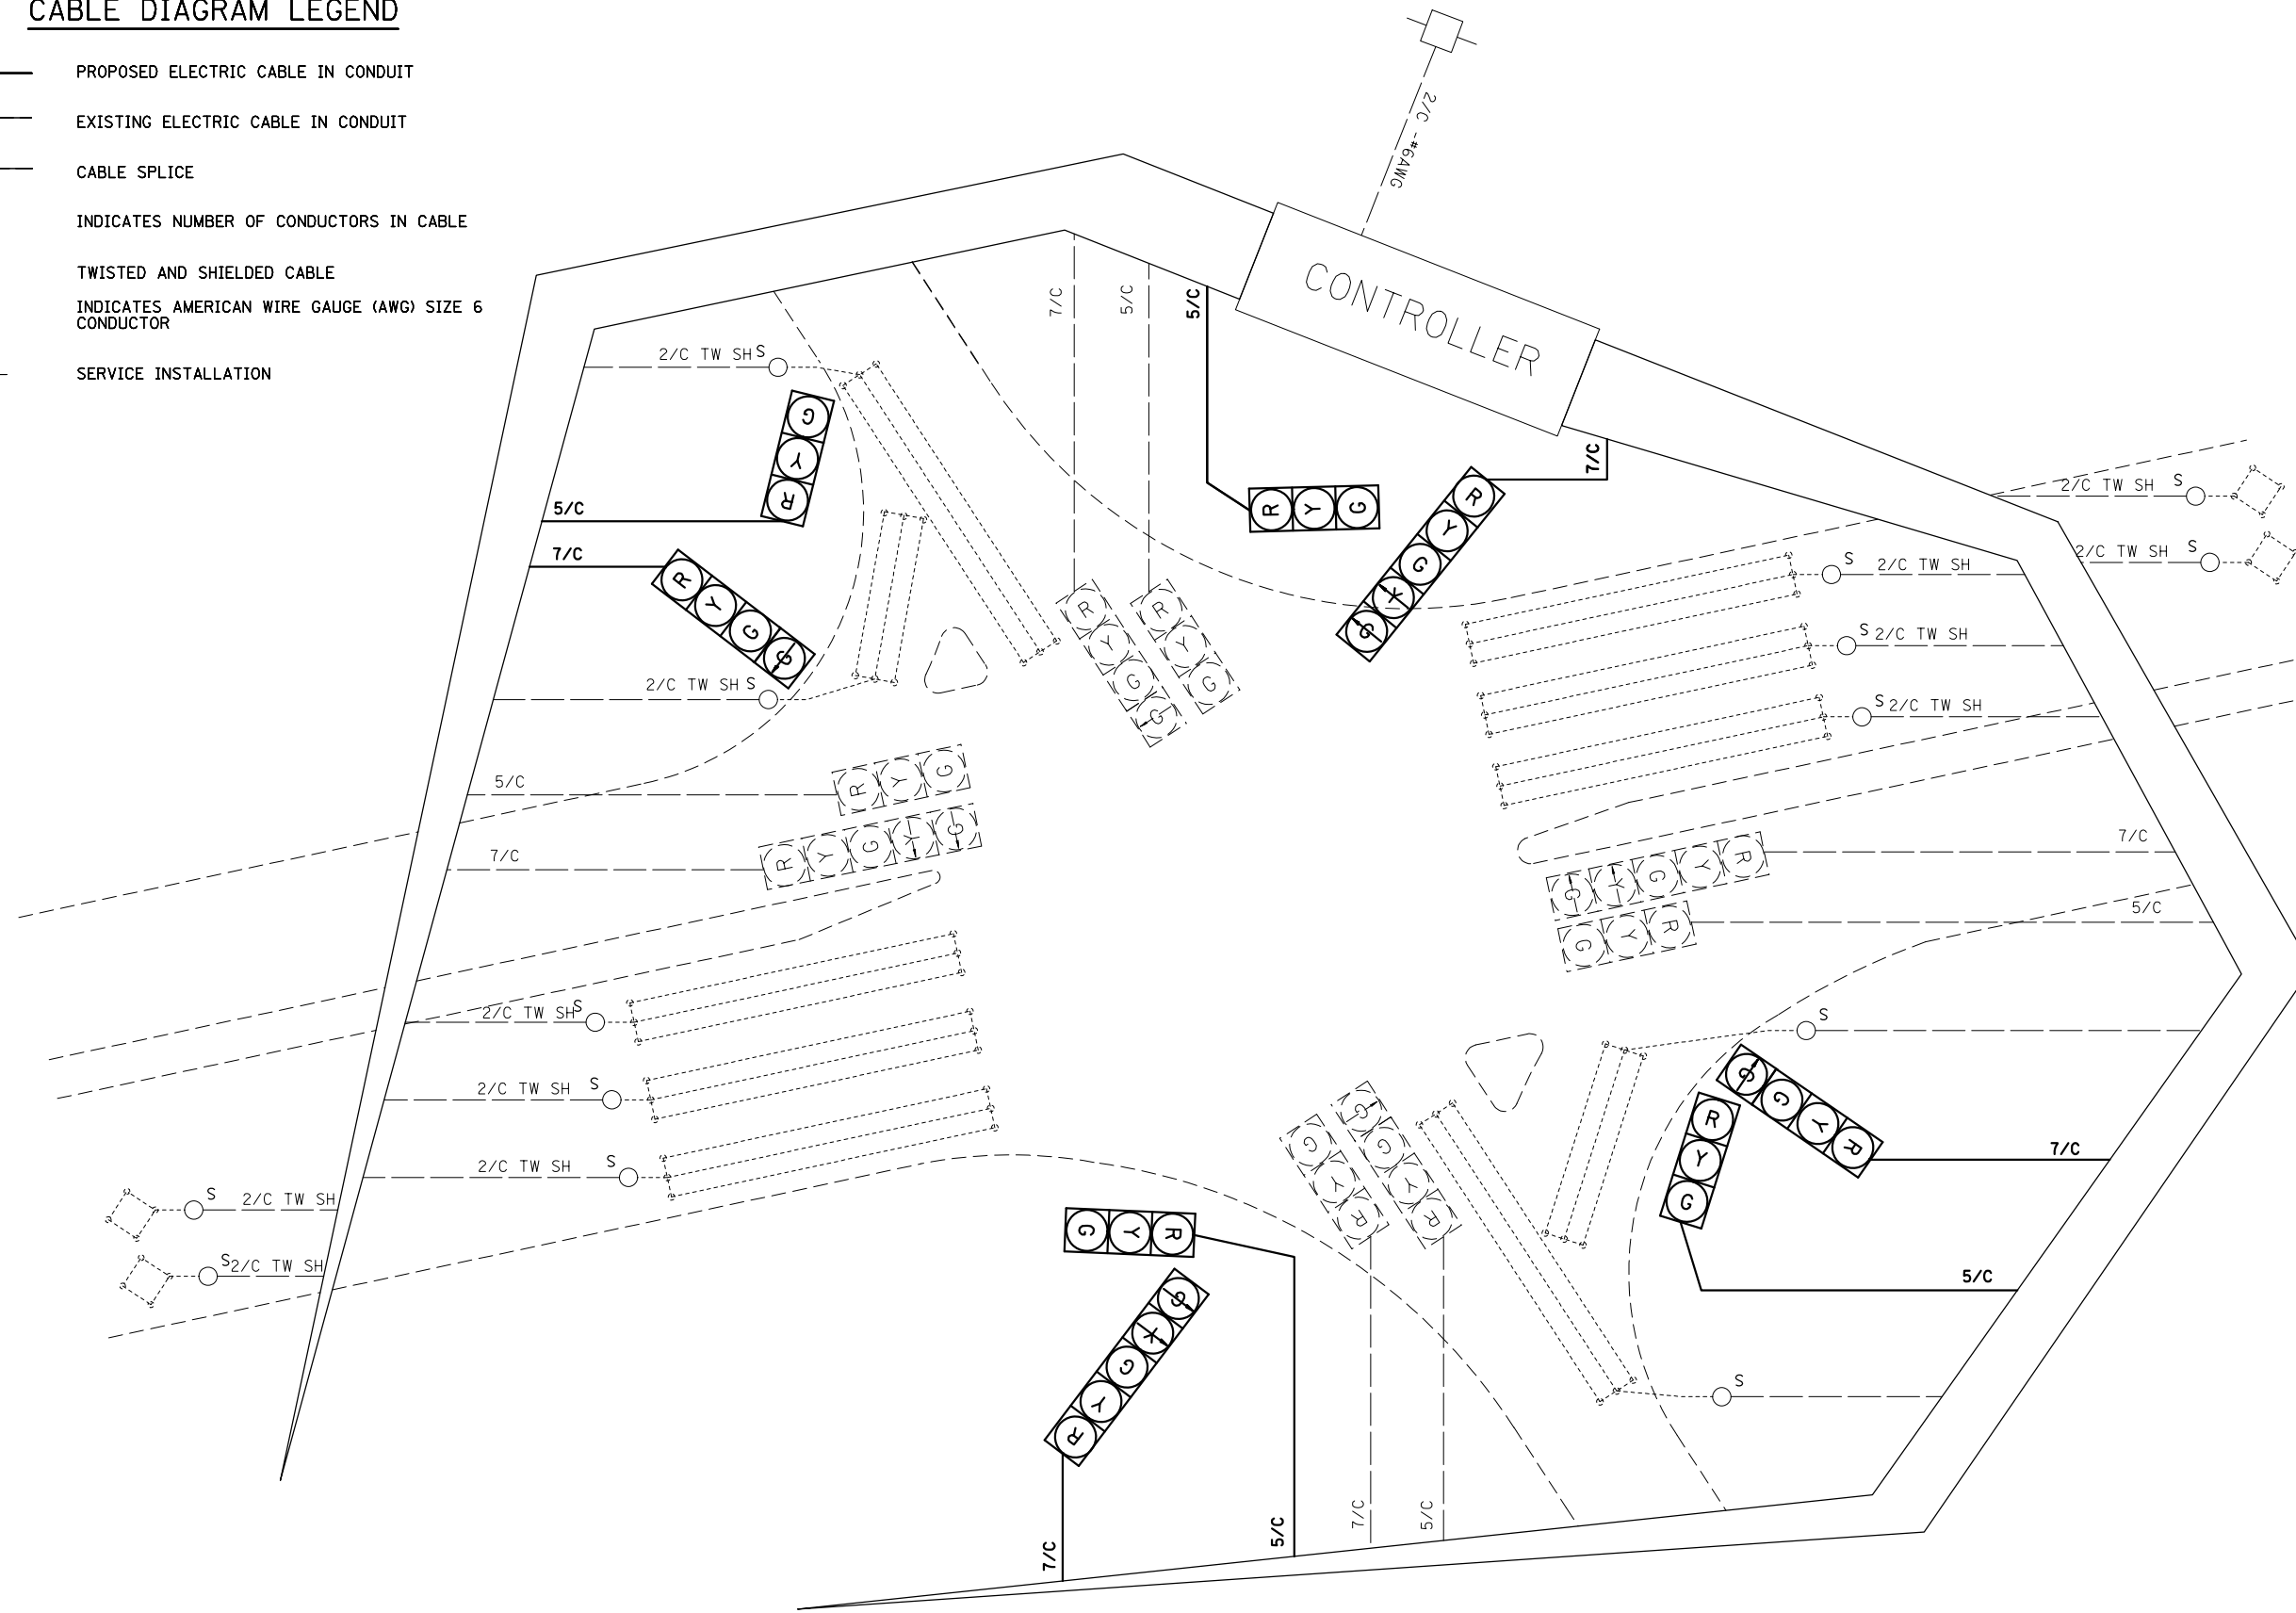 CABLE DIAGRAM LEGEND
PROPOSED ELECTRIC CABLE IN CONDUIT
EXISTING ELECTRIC CABLE IN CONDUIT
CABLE SPLICE
INDICATES NUMBER OF CONDUCTORS IN CABLE
TWISTED AND SHIELDED CABLE
INDICATES AMERICAN WIRE GAUGE (AWG) SIZE 6
CONDUCTOR
SERVICE INSTALLATION
2/C -#6AWG
CONTROLLER
7/C
5/C
5/C
7/C
2/C TW SH S
G
Y
R
5/C
7/C
R Y G G
2/C TW SH S
R Y G
R Y G Y G
R Y G G
R Y G
2/C TW SH S
2/C TW SH S
S 2/C TW SH
S 2/C TW SH
S 2/C TW SH
5/C
R Y G
7/C
R Y G Y G
G Y G Y R
7/C
G Y R
5/C
2/C TW SH S
2/C TW SH S
2/C TW SH S
S 2/C TW SH
S 2/C TW SH
S
G G Y R
7/C
R
Y
G
5/C
S
G Y R
G G Y R
G Y R
G Y G Y R
7/C
5/C
7/C
5/C